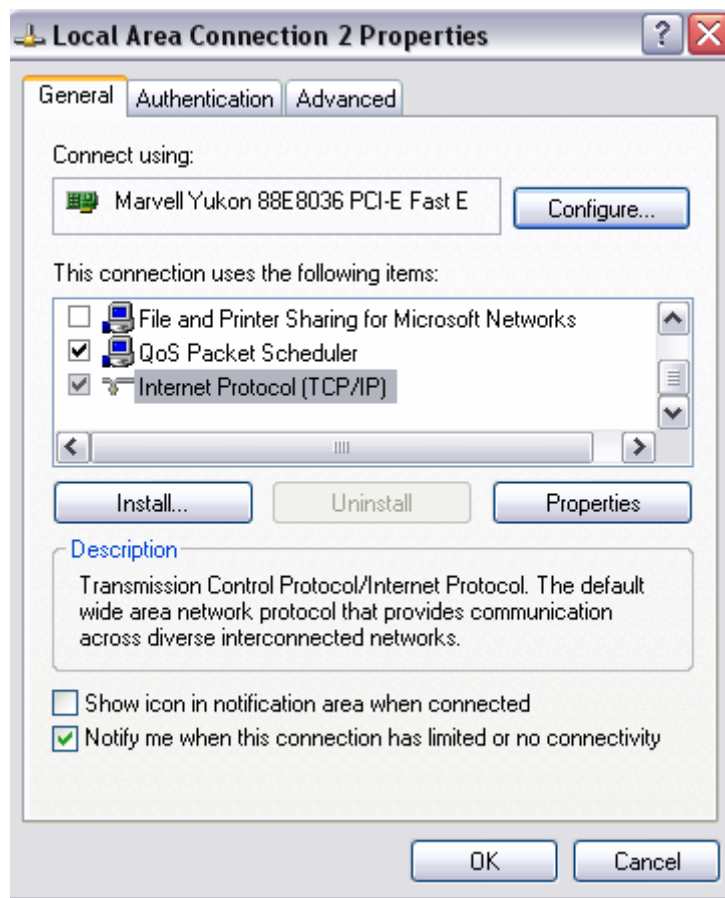 Local Area Connection 2 Properties
General Authentication Advanced
Connect using:
Marvell Yukon 88E8036 PCI-E Fast E
Configure...
This connection uses the following items:
File and Printer Sharing for Microsoft Networks
QoS Packet Scheduler
Internet Protocol (TCP/IP)
Install... Uninstall Properties
Description
Transmission Control Protocol/Internet Protocol. The default
wide area network protocol that provides communication
across diverse interconnected networks.
Show icon in notification area when connected
Notify me when this connection has limited or no connectivity
OK Cancel